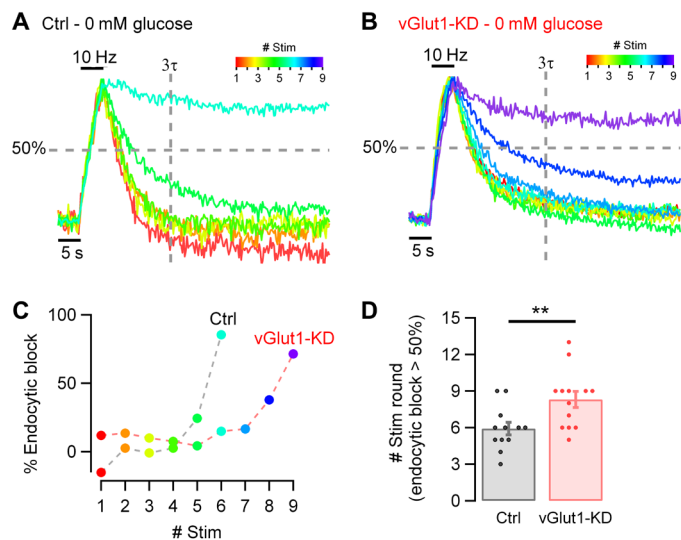 A Ctrl - 0 mM glucose
10 Hz
# Stim
1 3 5 7 9
3τ
50%
5 s
B vGlut1-KD - 0 mM glucose
10 Hz
# Stim
1 3 5 7 9
3τ
50%
5 s
C
100
50
0
% Endocytic block
Ctrl
vGlut1-KD
1 2 3 4 5 6 7 8 9
# Stim
D
**
15
12
9
6
3
0
# Stim round
(endocytic block > 50%)
Ctrl vGlut1-KD